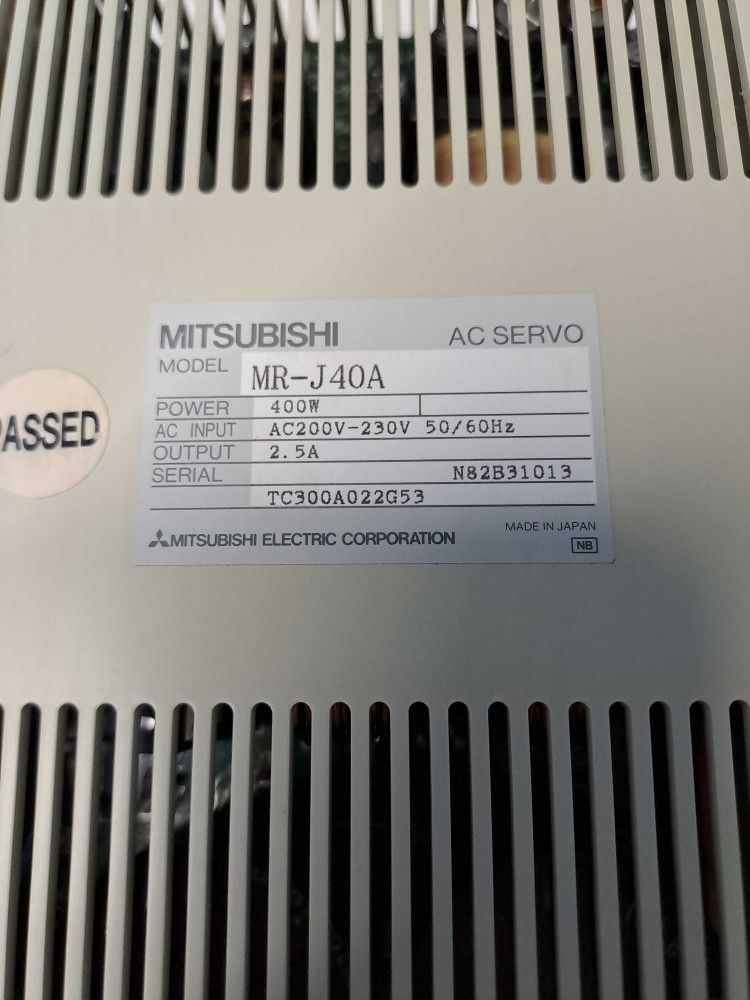 MITSUBISHI AC SERVO
MODEL MR-J40A
POWER 400W
AC INPUT AC200V-230V 50/60Hz
OUTPUT 2.5A
SERIAL N82B31013
TC300A022G53
MITSUBISHI ELECTRIC CORPORATION
MADE IN JAPAN
NB
PASSED